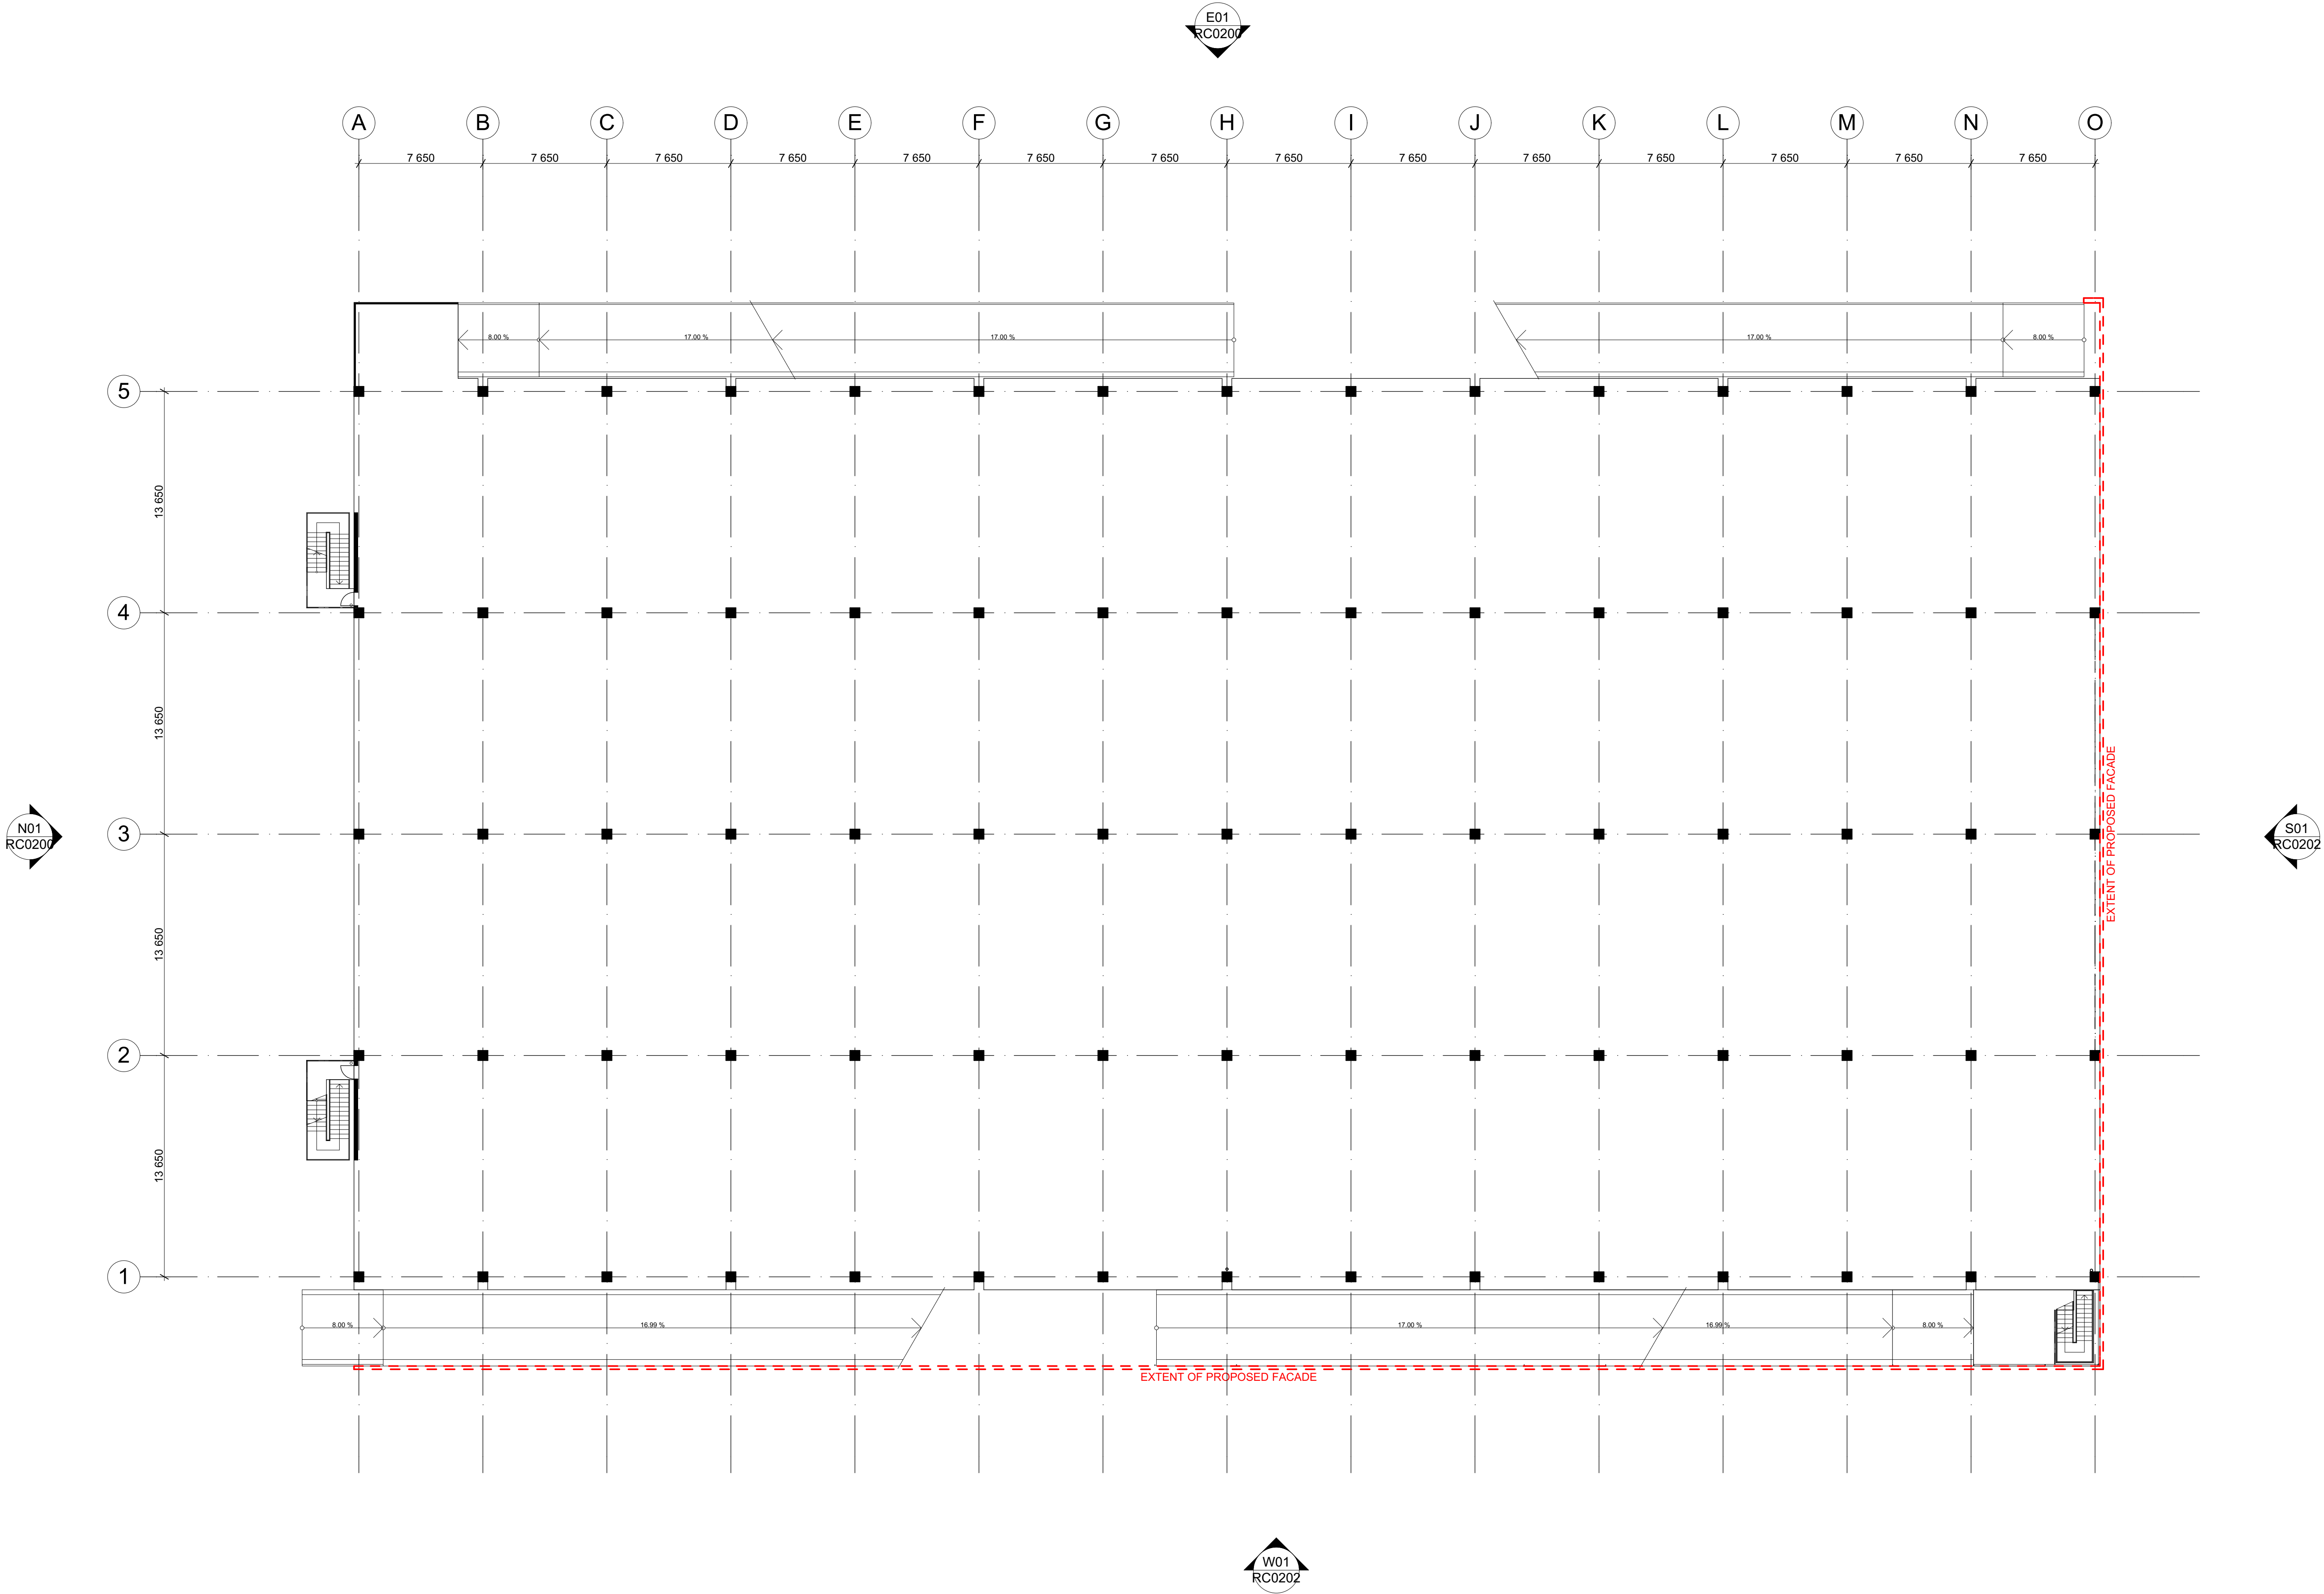 E01
RC0200
A B C D E F G H I J K L M N O
7 650 7 650 7 650 7 650 7 650 7 650 7 650 7 650 7 650 7 650 7 650 7 650 7 650 7 650
8.00 % 17.00 % 17.00 % 17.00 % 8.00 %
5
13 650
4
13 650
EXTENT OF PROPOSED FACADE
N01
RC0200
3
S01
RC0202
13 650
2
13 650
1
8.00 % 16.99 % 17.00 % 16.99 % 8.00 %
EXTENT OF PROPOSED FACADE
W01
RC0202